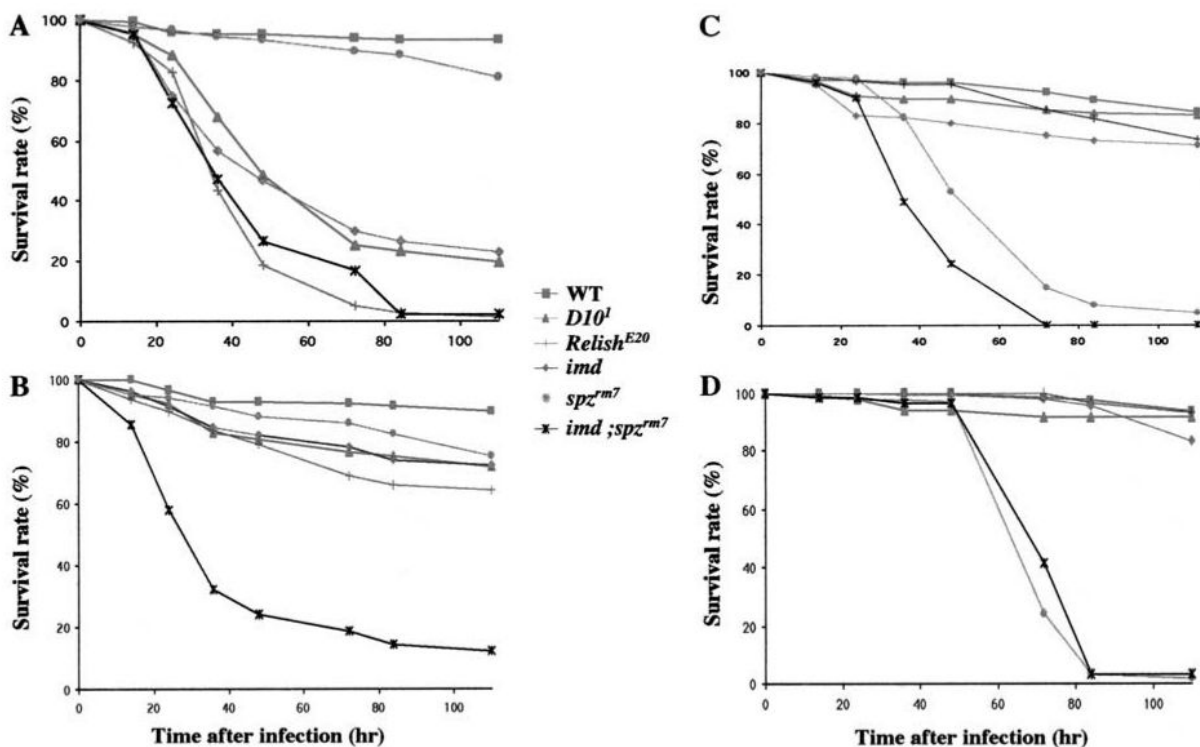 A
Survival rate (%)
100
80
60
40
20
0
0 20 40 60 80 100
B
Survival rate (%)
100
80
60
40
20
0
0 20 40 60 80 100
Time after infection (hr)
WT
D10¹
Relish^E20
imd
spz^rm7
imd ;spz^rm7
C
Survival rate (%)
100
80
60
40
20
0
0 20 40 60 80 100
D
Survival rate (%)
100
80
60
40
20
0
0 20 40 60 80 100
Time after infection (hr)